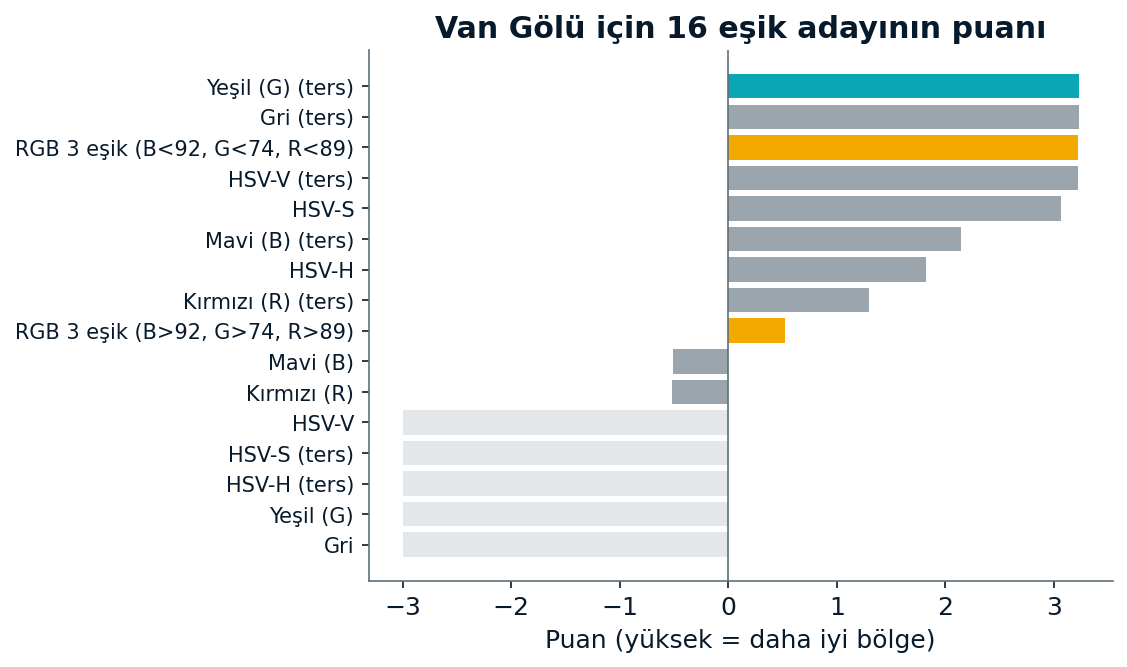 Van Gölü için 16 eşik adayının puanı
Yeşil (G) (ters)
Gri (ters)
RGB 3 eşik (B<92, G<74, R<89)
HSV-V (ters)
HSV-S
Mavi (B) (ters)
HSV-H
Kırmızı (R) (ters)
RGB 3 eşik (B>92, G>74, R>89)
Mavi (B)
Kırmızı (R)
HSV-V
HSV-S (ters)
HSV-H (ters)
Yeşil (G)
Gri
−3 −2 −1 0 1 2 3
Puan (yüksek = daha iyi bölge)